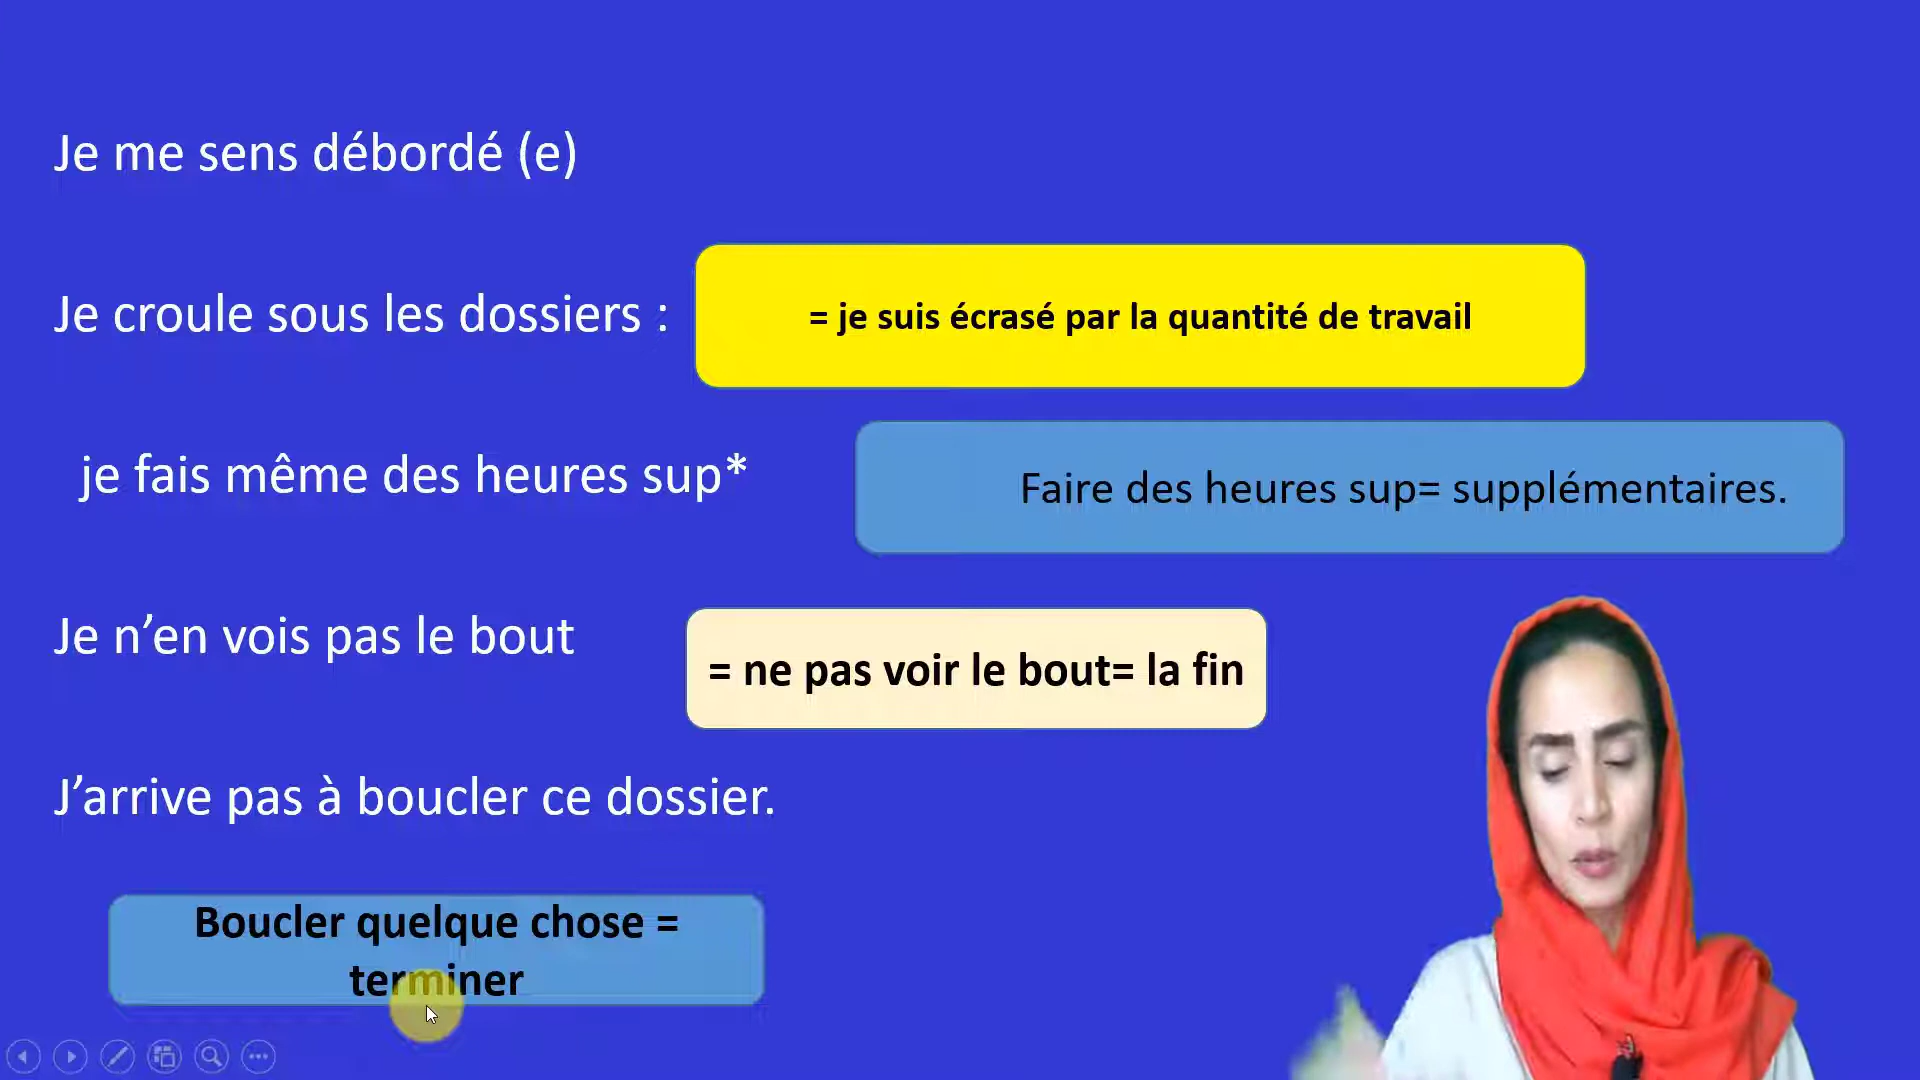 Je me sens débordé (e)
Je croule sous les dossiers :
= je suis écrasé par la quantité de travail
je fais même des heures sup*
Faire des heures sup= supplémentaires.
Je n’en vois pas le bout
= ne pas voir le bout= la fin
J’arrive pas à boucler ce dossier.
Boucler quelque chose =
terminer